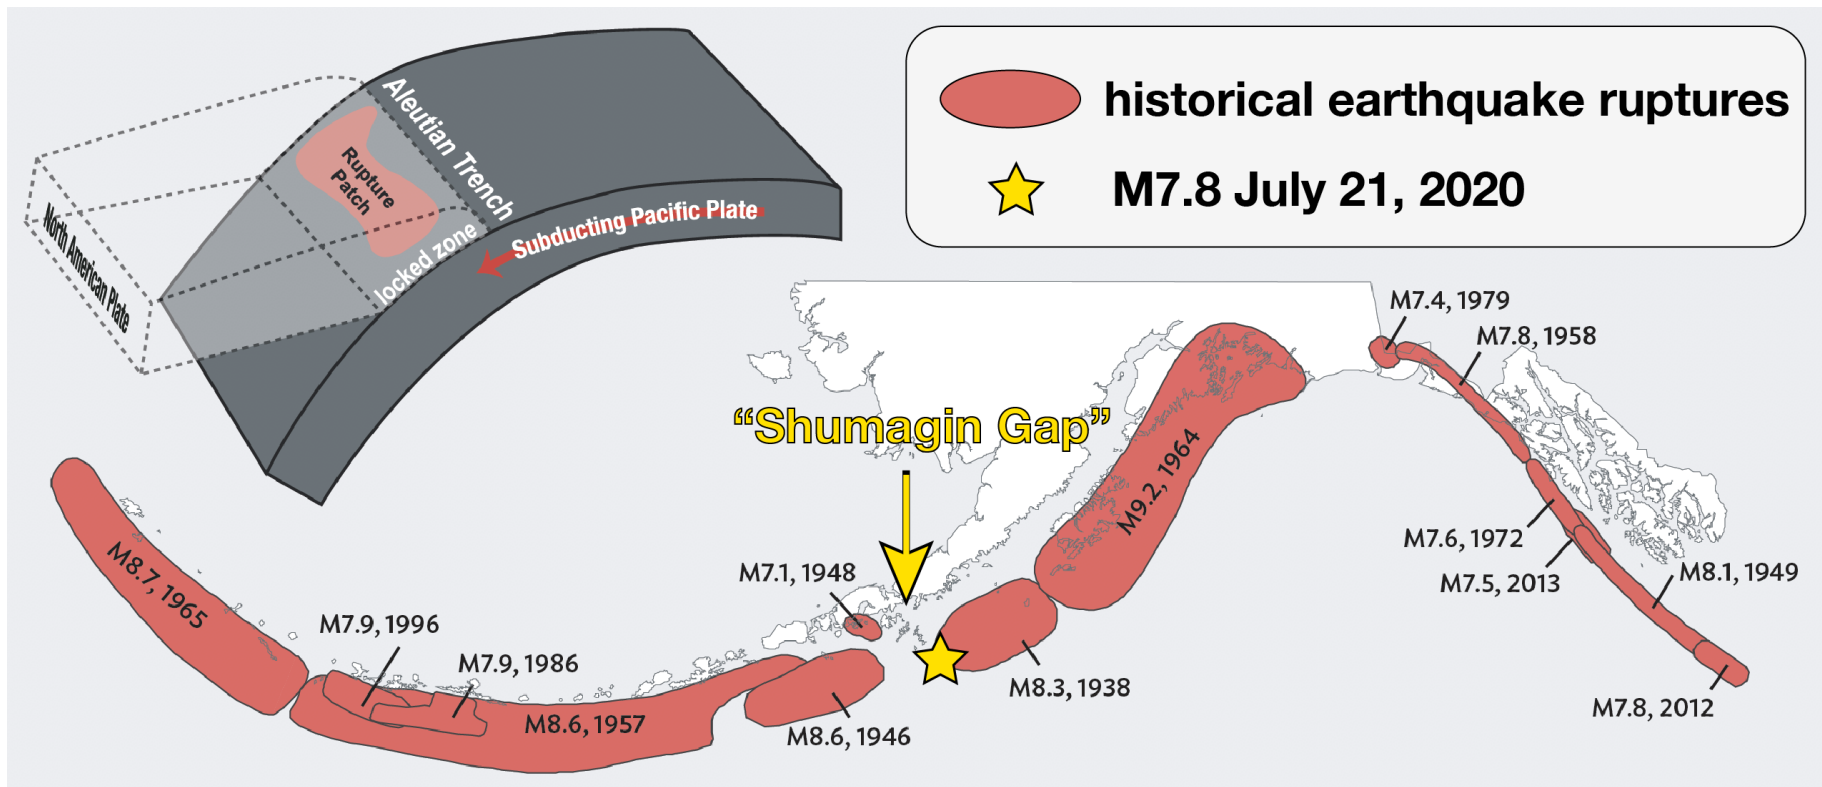 Aleutian Trench
Rupture
Patch
locked zone
Subducting Pacific Plate
North American Plate
historical earthquake ruptures
M7.8 July 21, 2020
M7.4, 1979
M7.8, 1958
“Shumagin Gap”
M9.2, 1964
M7.6, 1972
M7.5, 2013
M8.1, 1949
M7.8, 2012
M7.1, 1948
M8.7, 1965
M7.9, 1996
M7.9, 1986
M8.6, 1957
M8.6, 1946
M8.3, 1938